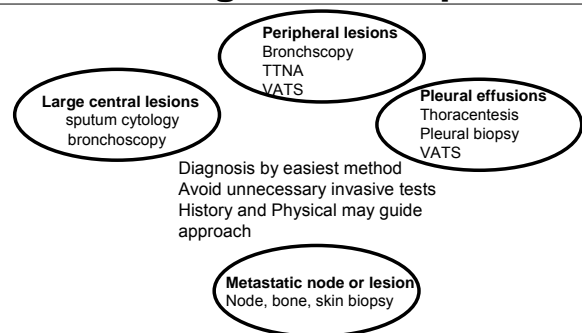 Peripheral lesions
Bronchscopy
TTNA
VATS
Large central lesions
sputum cytology
bronchoscopy
Pleural effusions
Thoracentesis
Pleural biopsy
VATS
Diagnosis by easiest method
Avoid unnecessary invasive tests
History and Physical may guide
approach
Metastatic node or lesion
Node, bone, skin biopsy